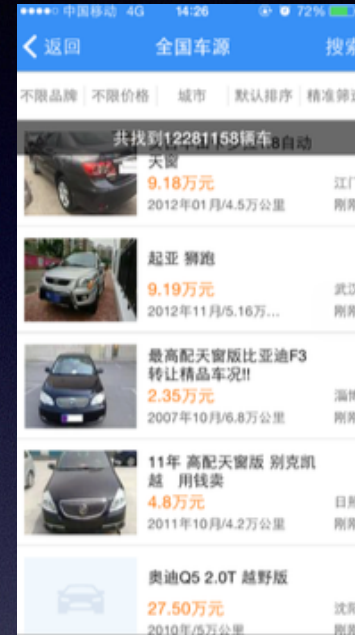 中国移动 4G 14:26 72%
返回 全国车源 搜索
不限品牌 不限价格 城市 默认排序 精准筛
共找到12281158辆车
天窗
9.18万元 江门
2012年01月/4.5万公里 刚刚
起亚 狮跑
9.19万元 武汉
2012年11月/5.16万... 刚刚
最高配天窗版比亚迪F3
转让精品车况!!
2.35万元 淄博
2007年10月/6.8万公里 刚刚
11年 高配天窗版 别克凯
越 用钱卖
4.8万元 日照
2011年10月/4.2万公里 刚刚
奥迪Q5 2.0T 越野版
27.50万元 沈阳
2010年/5万公里 刚刚